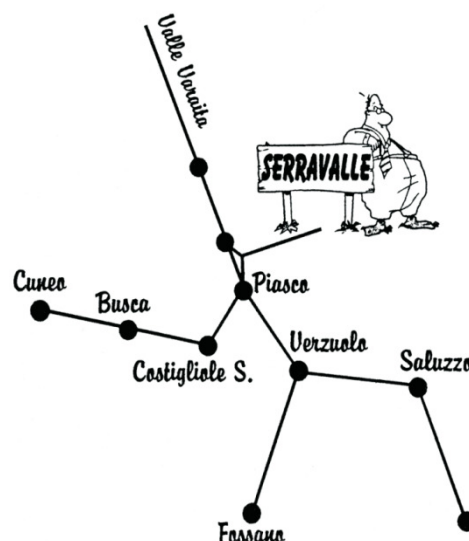 Valle Varaita
SERRAVALLE
Piasco
Cuneo
Busca
Costigliole S.
Verzuolo
Saluzzo
Fossano